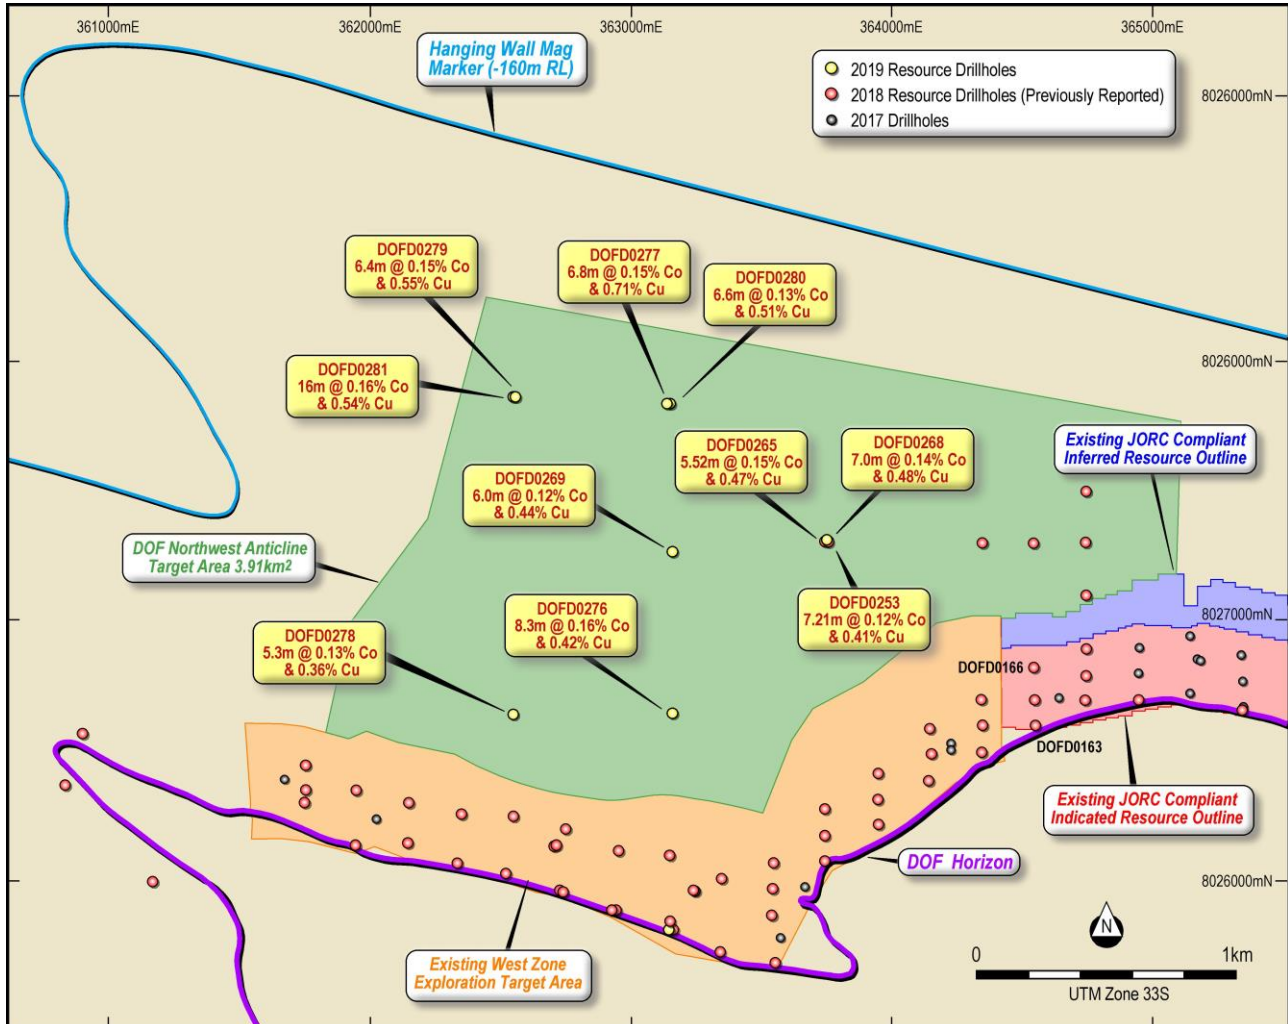 361000mE
362000mE
363000mE
364000mE
365000mE
Hanging Wall Mag
Marker (-160m RL)
2019 Resource Drillholes
2018 Resource Drillholes (Previously Reported)
2017 Drillholes
8026000mN
DOFD0279
6.4m @ 0.15% Co
& 0.55% Cu
DOFD0277
6.8m @ 0.15% Co
& 0.71% Cu
DOFD0280
6.6m @ 0.13% Co
& 0.51% Cu
8026000mN
DOFD0281
16m @ 0.16% Co
& 0.54% Cu
DOFD0265
5.52m @ 0.15% Co
& 0.47% Cu
DOFD0268
7.0m @ 0.14% Co
& 0.48% Cu
Existing JORC Compliant
Inferred Resource Outline
DOFD0269
6.0m @ 0.12% Co
& 0.44% Cu
DOF Northwest Anticline
Target Area 3.91km²
DOFD0276
8.3m @ 0.16% Co
& 0.42% Cu
DOFD0253
7.21m @ 0.12% Co
& 0.41% Cu
8027000mN
DOFD0278
5.3m @ 0.13% Co
& 0.36% Cu
DOFD0166
DOFD0163
Existing JORC Compliant
Indicated Resource Outline
DOF Horizon
8026000mN
Existing West Zone
Exploration Target Area
N
0
1km
UTM Zone 33S